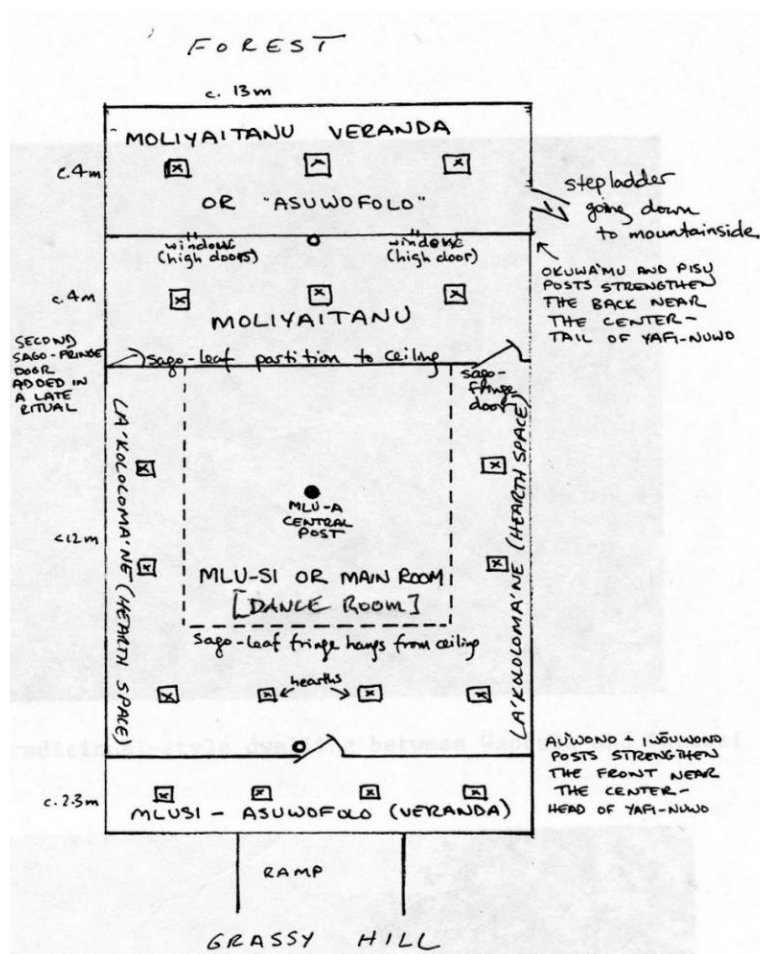 FOREST
c. 13m
MOLIYAITANU VERANDA
c.4m
OR "ASUWOFOLO"
stepladder
going down
to mountainside
windows
(high doors)
windows
(high door)
OKUWA'MU AND PISU
POSTS STRENGTHEN
THE BACK NEAR
THE CENTER-
TAIL OF YAFI-NUWO
c.4m
MOLIYAITANU
SECOND
SAGO-FRINGE
DOOR
ADDED IN
A LATE
RITUAL
sago-leaf partition to ceiling
sago-
fringe
door
LA'KOLOLOMA'NE (HEARTH SPACE)
LA'KOLOLOMA'NE (HEARTH SPACE)
MLU-A
CENTRAL
POST
c12m
MLU-SI OR MAIN ROOM
[DANCE ROOM]
Sago-leaf fringe hangs from ceiling
hearths
AU'WONO + INOUWONO
POSTS STRENGTHEN
THE FRONT NEAR
THE CENTER-
HEAD OF YAFI-NUWO
c.2.3m
MLUSI - ASUWOFOLO (VERANDA)
RAMP
GRASSY HILL